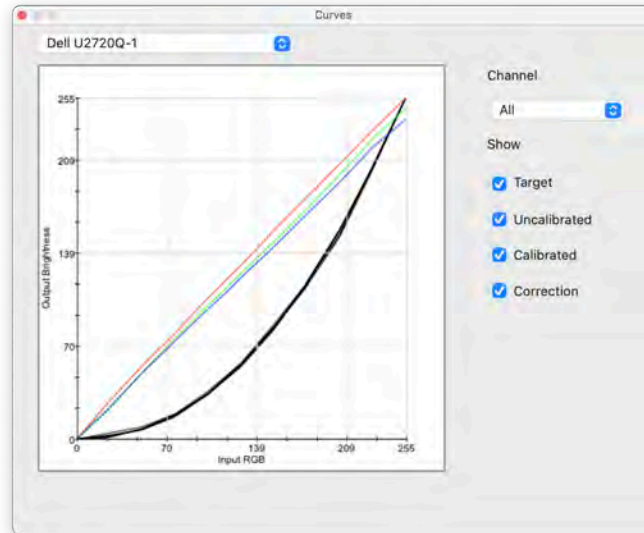 Curves
Dell U2720Q-1
255
209
139
70
0
Output Brightness
0 70 139 209 255
Input RGB
Channel
All
Show
Target
Uncalibrated
Calibrated
Correction